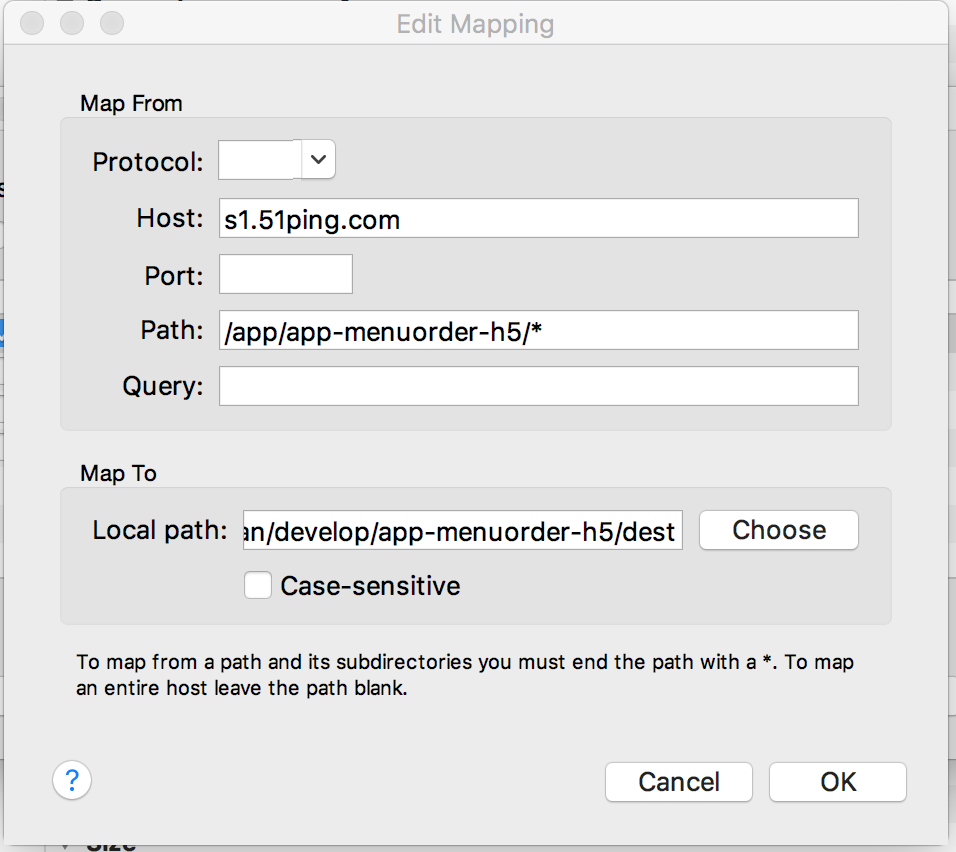 Edit Mapping
Map From
Protocol:
Host: s1.51ping.com
Port:
Path: /app/app-menuorder-h5/*
Query:
Map To
Local path: an/develop/app-menuorder-h5/dest Choose
Case-sensitive
To map from a path and its subdirectories you must end the path with a *. To map
an entire host leave the path blank.
? Cancel OK
Size